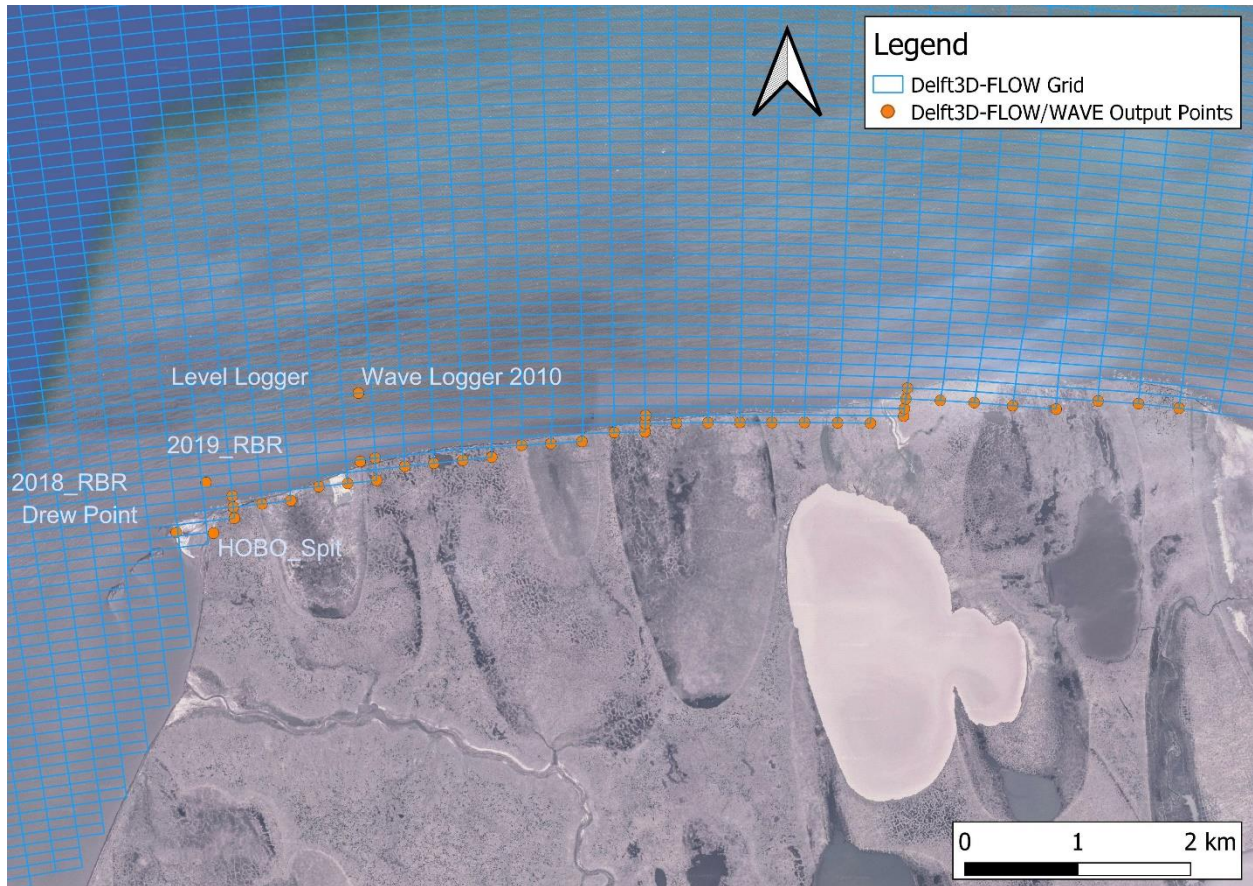 Legend
Delft3D-FLOW Grid
Delft3D-FLOW/WAVE Output Points
Level Logger
Wave Logger 2010
2019_RBR
2018_RBR
Drew Point
HOBO_Spit
0 1 2 km